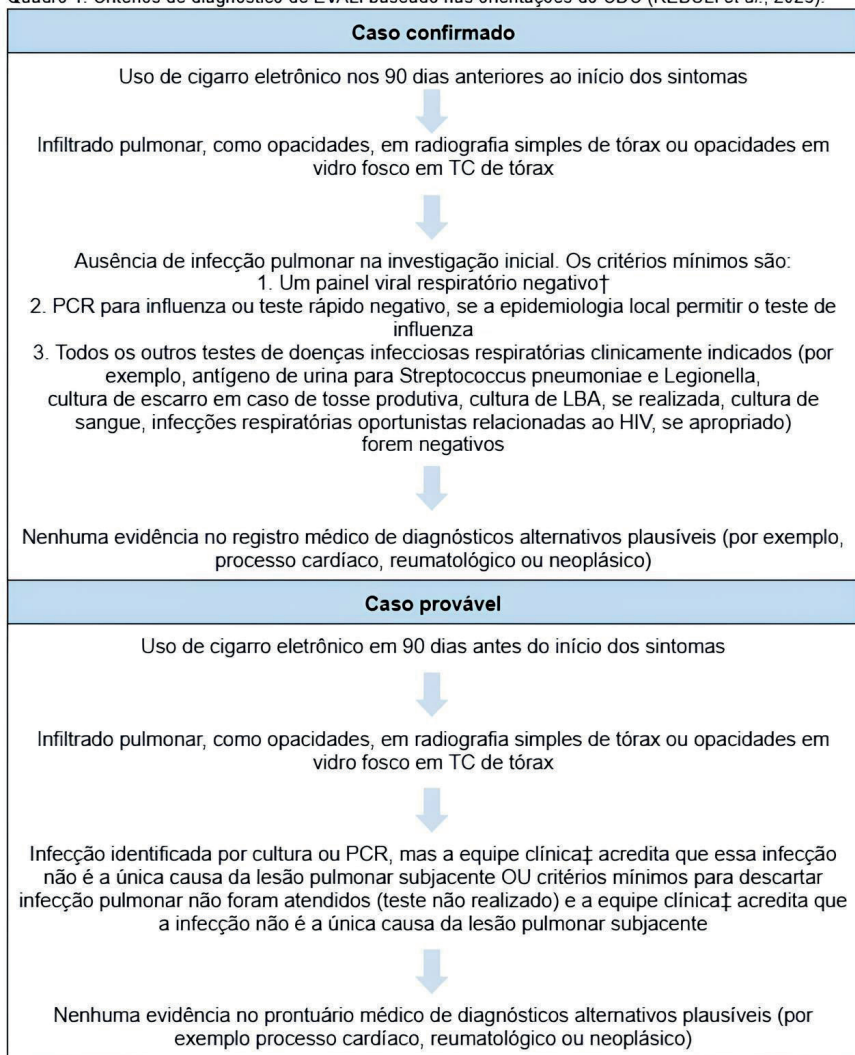 Quadro 1. Critérios de diagnóstico de EVALI baseado nas orientações do CDC (REBULI et al., 2023).
Caso confirmado
Uso de cigarro eletrônico nos 90 dias anteriores ao início dos sintomas
Infiltrado pulmonar, como opacidades, em radiografia simples de tórax ou opacidades em
vidro fosco em TC de tórax
Ausência de infecção pulmonar na investigação inicial. Os critérios mínimos são:
1. Um painel viral respiratório negativo†
2. PCR para influenza ou teste rápido negativo, se a epidemiologia local permitir o teste de
influenza
3. Todos os outros testes de doenças infecciosas respiratórias clinicamente indicados (por
exemplo, antígeno de urina para Streptococcus pneumoniae e Legionella,
cultura de escarro em caso de tosse produtiva, cultura de LBA, se realizada, cultura de
sangue, infecções respiratórias oportunistas relacionadas ao HIV, se apropriado)
forem negativos
Nenhuma evidência no registro médico de diagnósticos alternativos plausíveis (por exemplo,
processo cardíaco, reumatológico ou neoplásico)
Caso provável
Uso de cigarro eletrônico em 90 dias antes do início dos sintomas
Infiltrado pulmonar, como opacidades, em radiografia simples de tórax ou opacidades em
vidro fosco em TC de tórax
Infecção identificada por cultura ou PCR, mas a equipe clínica‡ acredita que essa infecção
não é a única causa da lesão pulmonar subjacente OU critérios mínimos para descartar
infecção pulmonar não foram atendidos (teste não realizado) e a equipe clínica‡ acredita que
a infecção não é a única causa da lesão pulmonar subjacente
Nenhuma evidência no prontuário médico de diagnósticos alternativos plausíveis (por
exemplo processo cardíaco, reumatológico ou neoplásico)